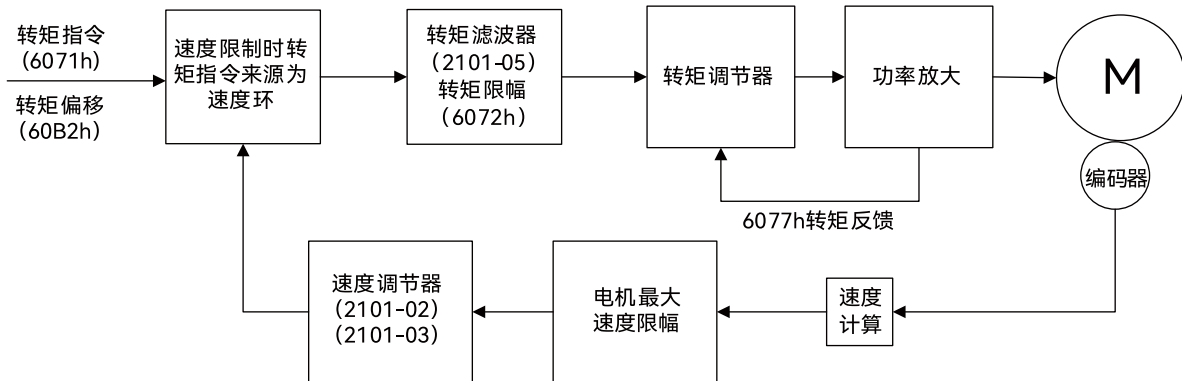 转矩指令
（6071h）
转矩偏移
（60B2h）
速度限制时转
矩指令来源为
速度环
转矩滤波器
（2101-05）
转矩限幅
（6072h）
转矩调节器
功率放大
M
编码器
6077h转矩反馈
速度调节器
（2101-02）
（2101-03）
电机最大
速度限幅
速度
计算